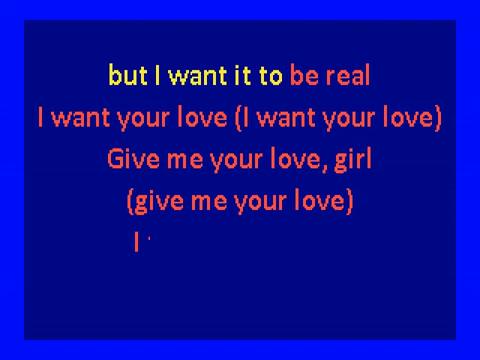 but I want it to be real
I want your love (I want your love)
Give me your love, girl
(give me your love)
I